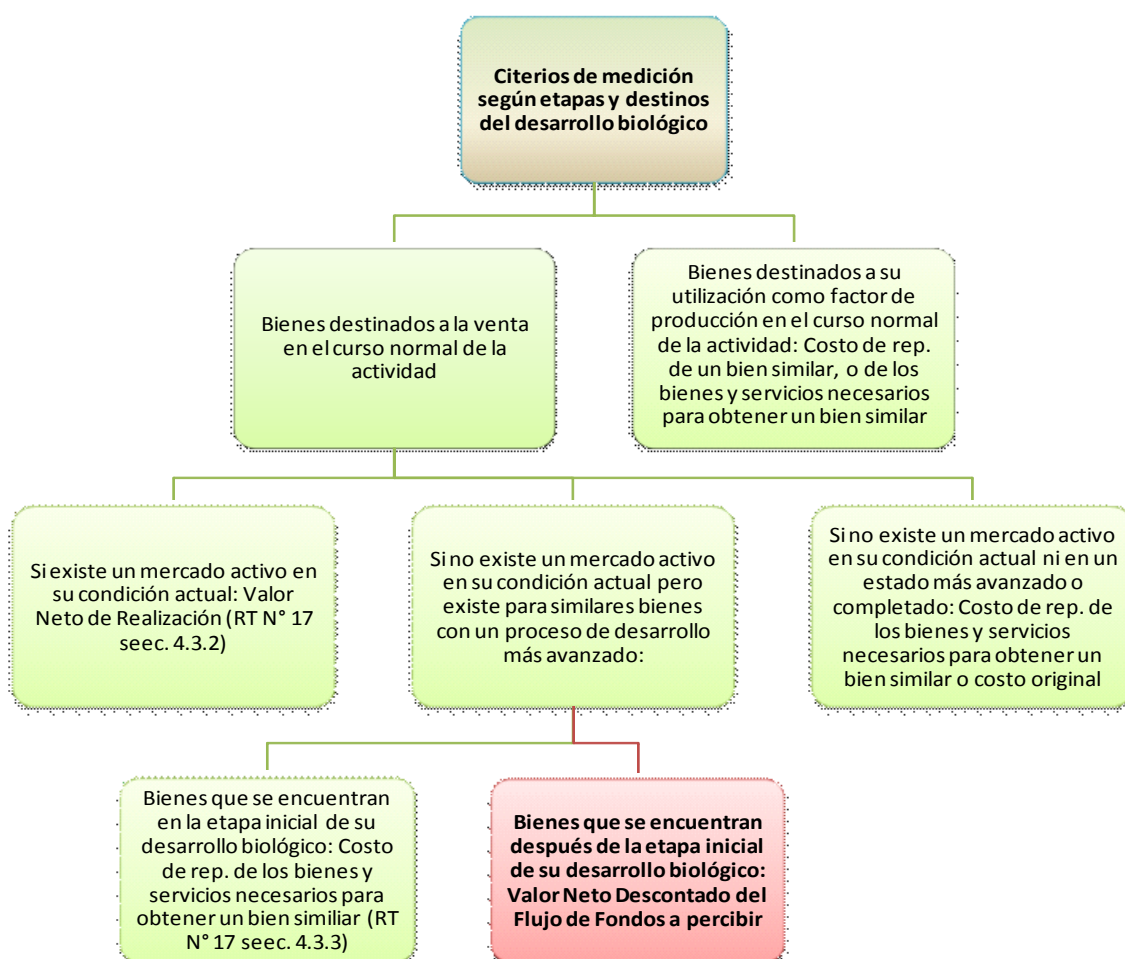 Citerios de medición
según etapas y destinos
del desarrollo biológico
Bienes destinados a la venta
en el curso normal de la
actividad
Bienes destinados a su
utilización como factor de
producción en el curso normal
de la actividad: Costo de rep.
de un bien similar, o de los
bienes y servicios necesarios
para obtener un bien similar
Si existe un mercado activo en
su condición actual: Valor
Neto de Realización (RT N° 17
seec. 4.3.2)
Si no existe un mercado activo
en su condición actual pero
existe para similares bienes
con un proceso de desarrollo
más avanzado:
Si no existe un mercado activo
en su condición actual ni en un
estado más avanzado o
completado: Costo de rep. de
los bienes y servicios
necesarios para obtener un
bien similar o costo original
Bienes que se encuentran
en la etapa inicial de su
desarrollo biológico: Costo
de rep. de los bienes y
servicios necesarios para
obtener un bien similiar (RT
N° 17 seec. 4.3.3)
Bienes que se encuentran
después de la etapa inicial
de su desarrollo biológico:
Valor Neto Descontado del
Flujo de Fondos a percibir